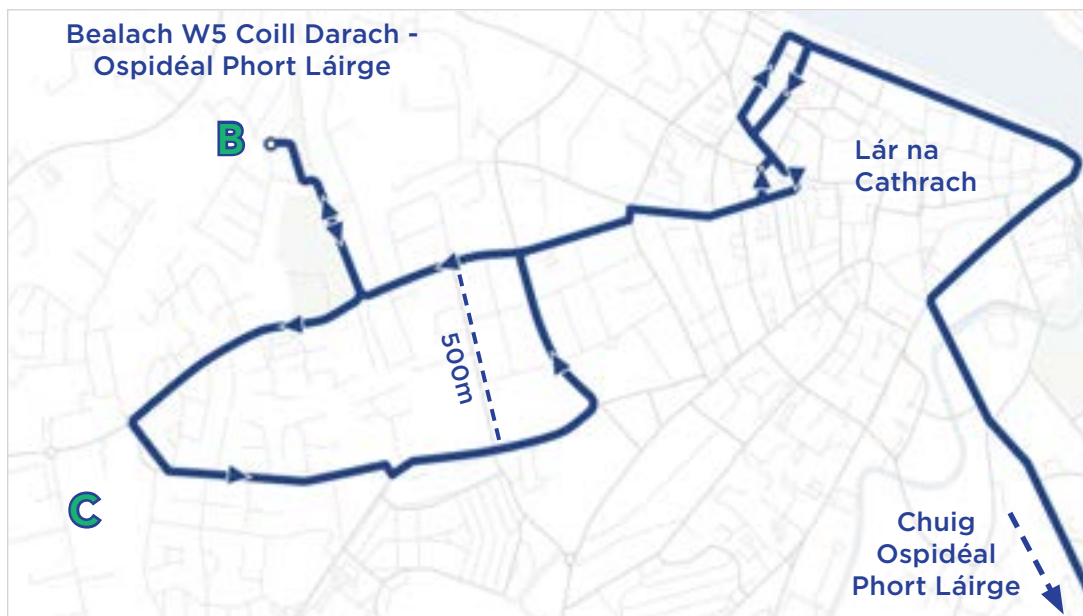 Bealach W5 Coill Darach -
Ospidéal Phort Láirge
B
Lár na
Cathrach
500m
C
Chuig
Ospidéal
Phort Láirge